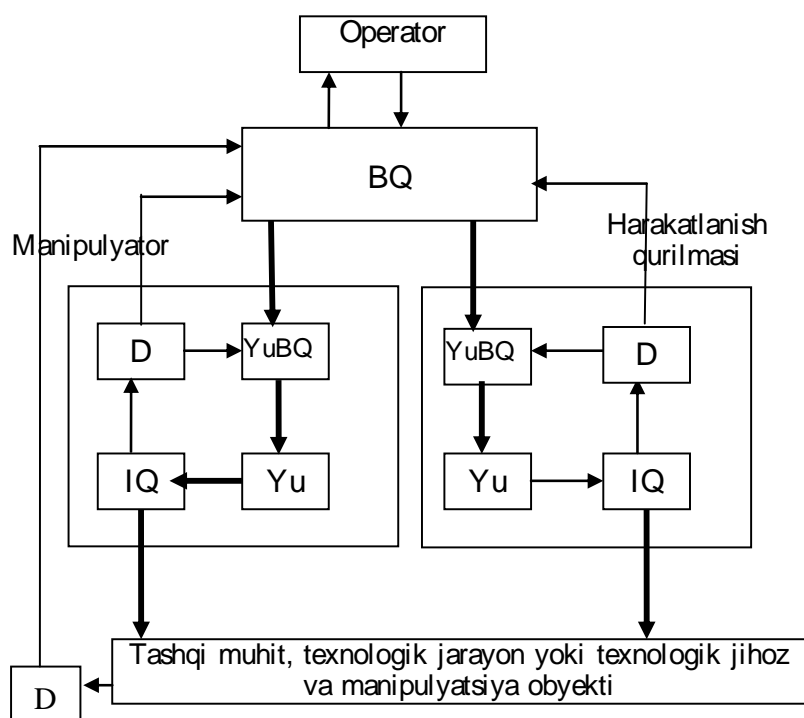 Operator
BQ
Manipulyator
Harakatlanish
qurilmasi
D
YuBQ
YuBQ
D
IQ
Yu
Yu
IQ
Tashqi muhit, texnologik jarayon yoki texnologik jihoz
va manipulyatsiya obyekti
D